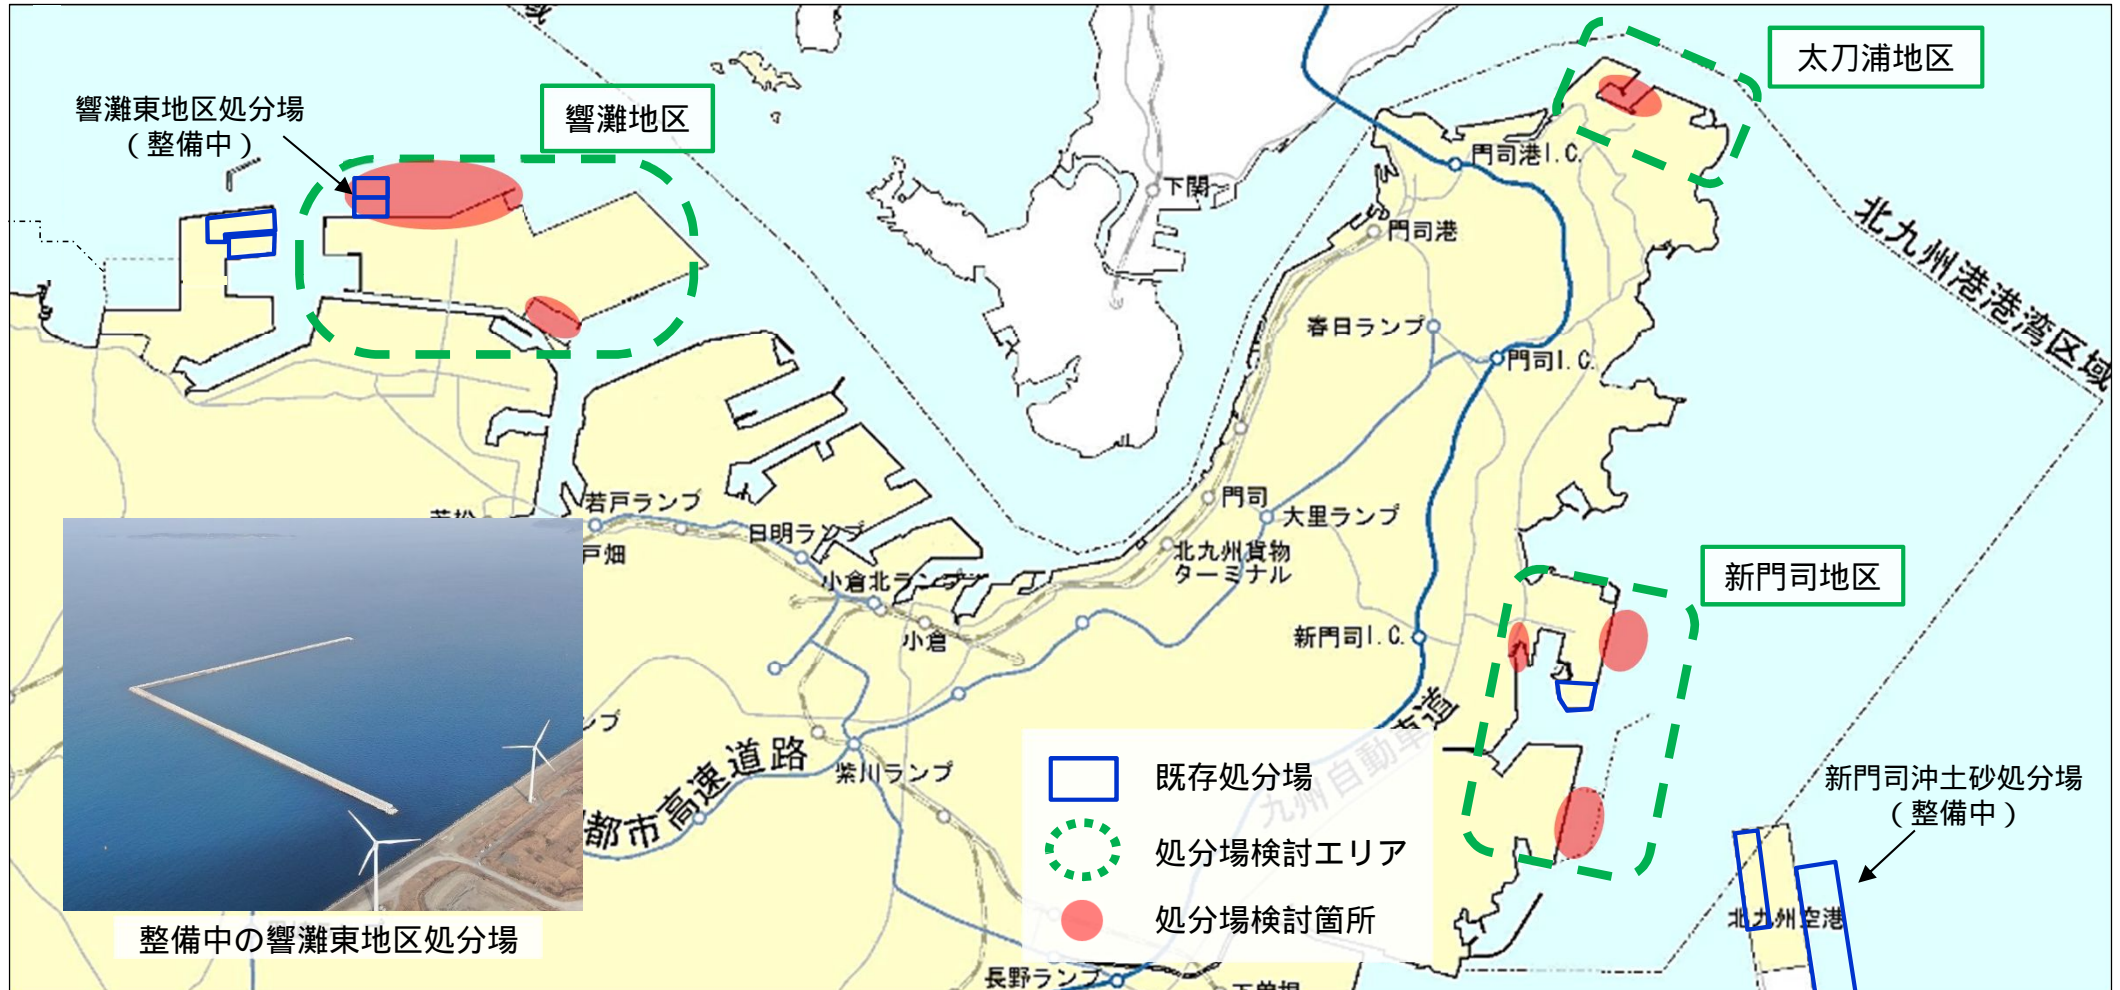 域
太刀浦地区
響灘地区
響灘東地区処分場
（整備中）
門司港I.C.
下関
門司港
北九州港港湾区域
春日ランプ
門司I.C.
若戸ランプ
門司
大里ランプ
日明ランプ
戸畑
北九州貨物
ターミナル
小倉北ランプ
新門司地区
小倉
新門司I.C.
都市高速道路
紫川ランプ
九州自動車道
既存処分場
処分場検討エリア
処分場検討箇所
新門司沖土砂処分場
（整備中）
北九州空港
整備中の響灘東地区処分場
長野ランプ
下曽根